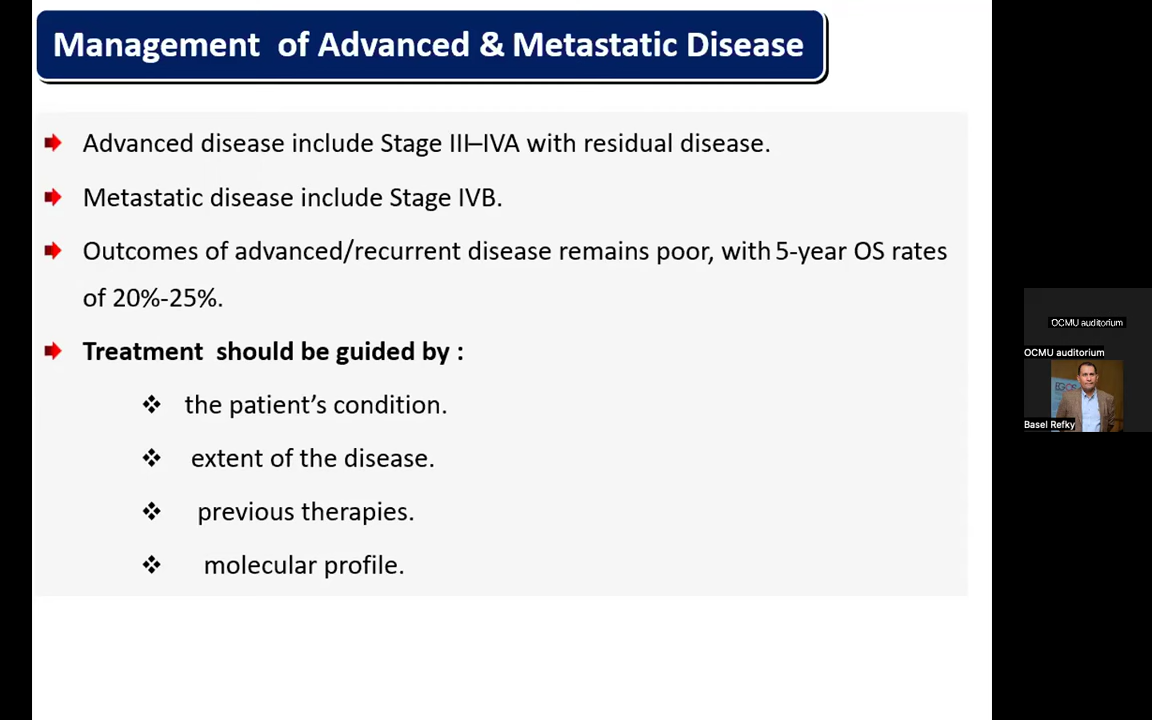 Management of Advanced & Metastatic Disease
Advanced disease include Stage III–IVA with residual disease.
Metastatic disease include Stage IVB.
Outcomes of advanced/recurrent disease remains poor, with 5-year OS rates
of 20%-25%.
Treatment should be guided by :
the patient’s condition.
extent of the disease.
previous therapies.
molecular profile.
OCMU auditorium
OCMU auditorium
Basel Refky